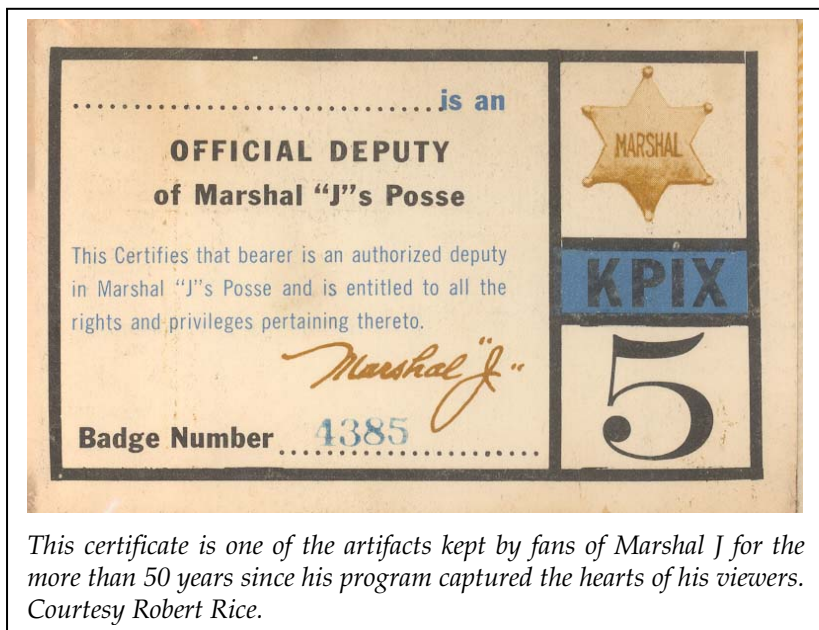 ....................................is an
OFFICIAL DEPUTY
of Marshal “J”s Posse
This Certifies that bearer is an authorized deputy
in Marshal “J”s Posse and is entitled to all the
rights and privileges pertaining thereto.
Marshal "J"
Badge Number 4385
MARSHAL
KPIX
5
This certificate is one of the artifacts kept by fans of Marshal J for the
more than 50 years since his program captured the hearts of his viewers.
Courtesy Robert Rice.